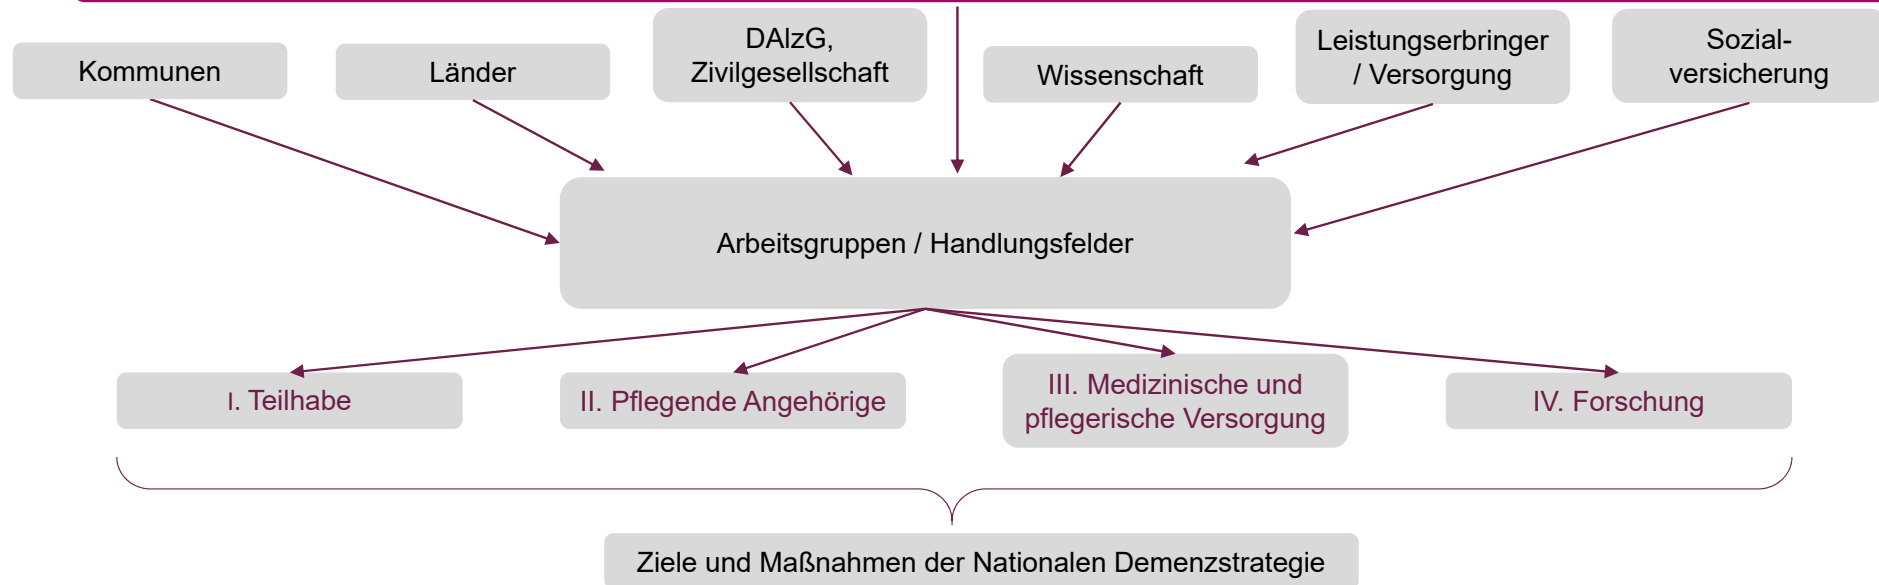 Kommunen
Länder
DAlzG,
Zivilgesellschaft
Wissenschaft
Leistungserbringer
/ Versorgung
Sozial-
versicherung
Arbeitsgruppen / Handlungsfelder
I. Teilhabe
II. Pflegende Angehörige
III. Medizinische und
pflegerische Versorgung
IV. Forschung
Ziele und Maßnahmen der Nationalen Demenzstrategie